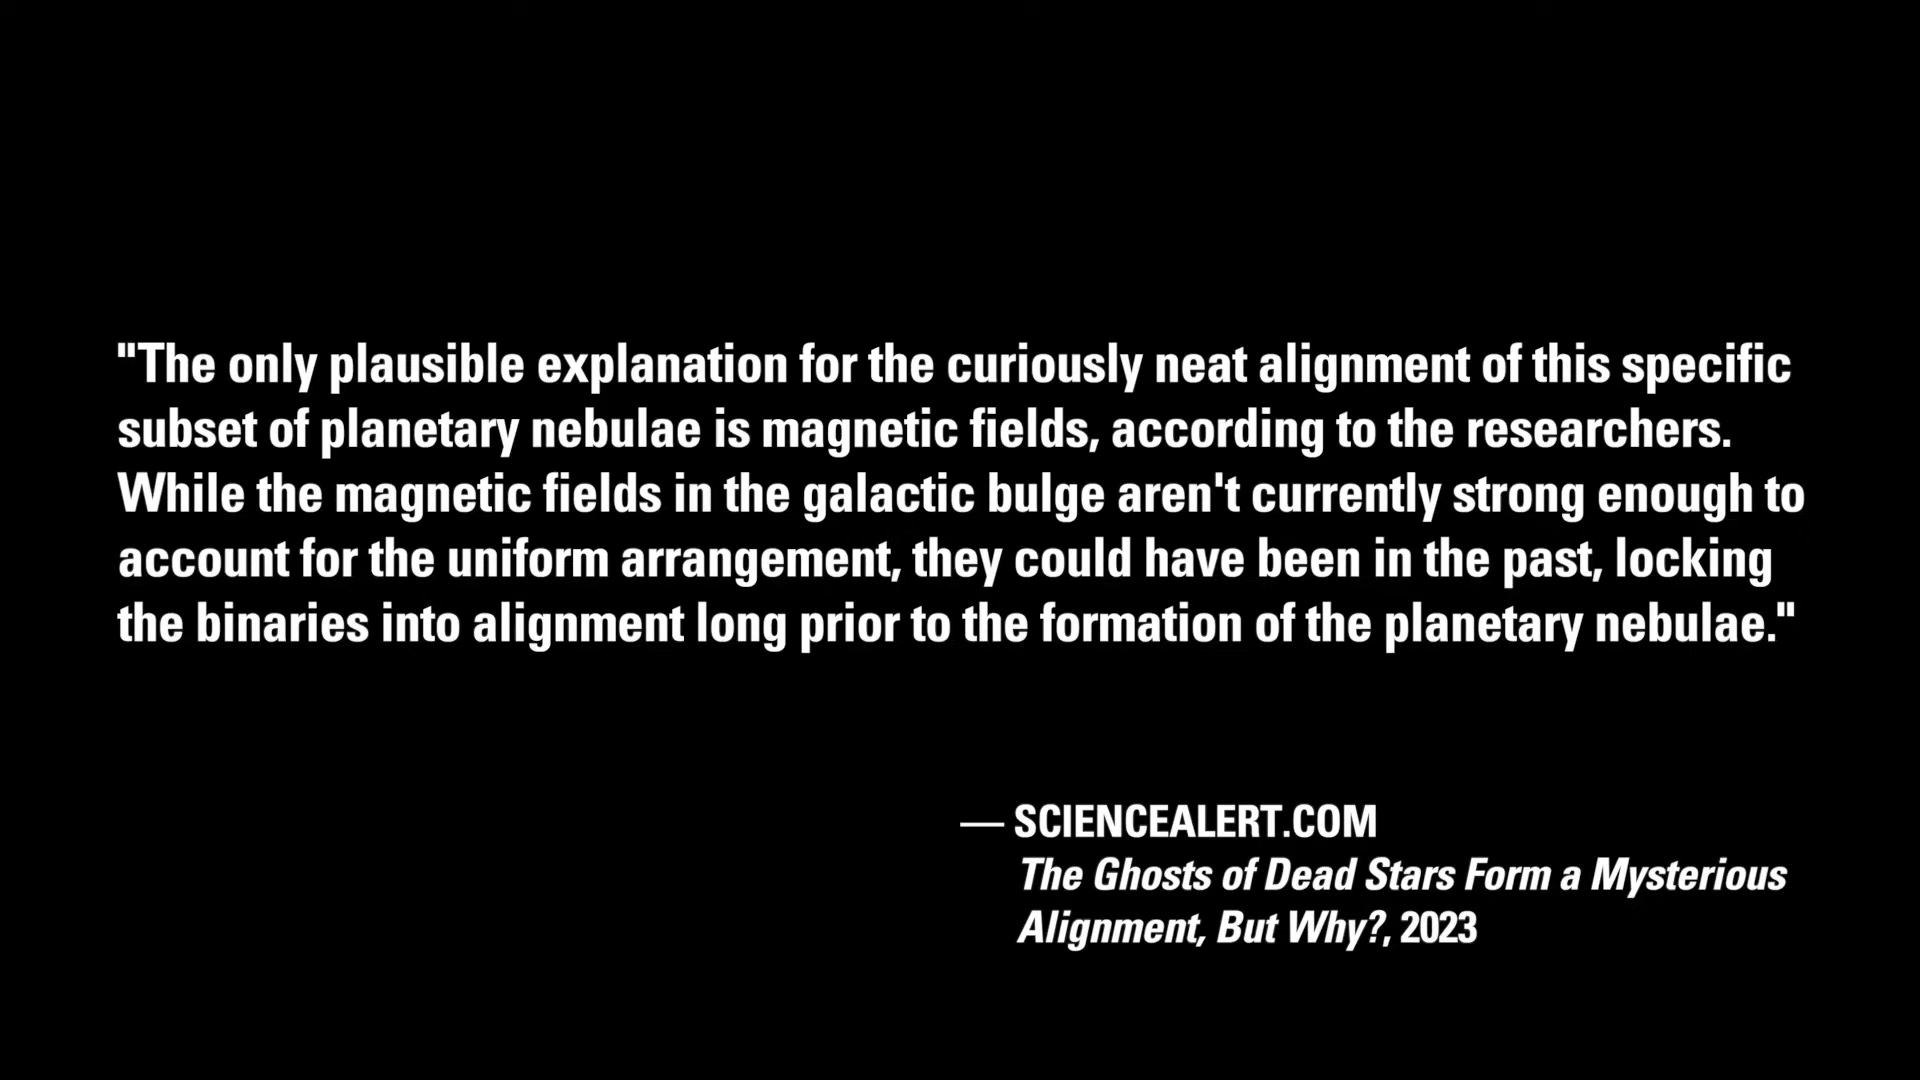 "The only plausible explanation for the curiously neat alignment of this specific
subset of planetary nebulae is magnetic fields, according to the researchers.
While the magnetic fields in the galactic bulge aren't currently strong enough to
account for the uniform arrangement, they could have been in the past, locking
the binaries into alignment long prior to the formation of the planetary nebulae."
— SCIENCEALERT.COM
The Ghosts of Dead Stars Form a Mysterious
Alignment, But Why?, 2023